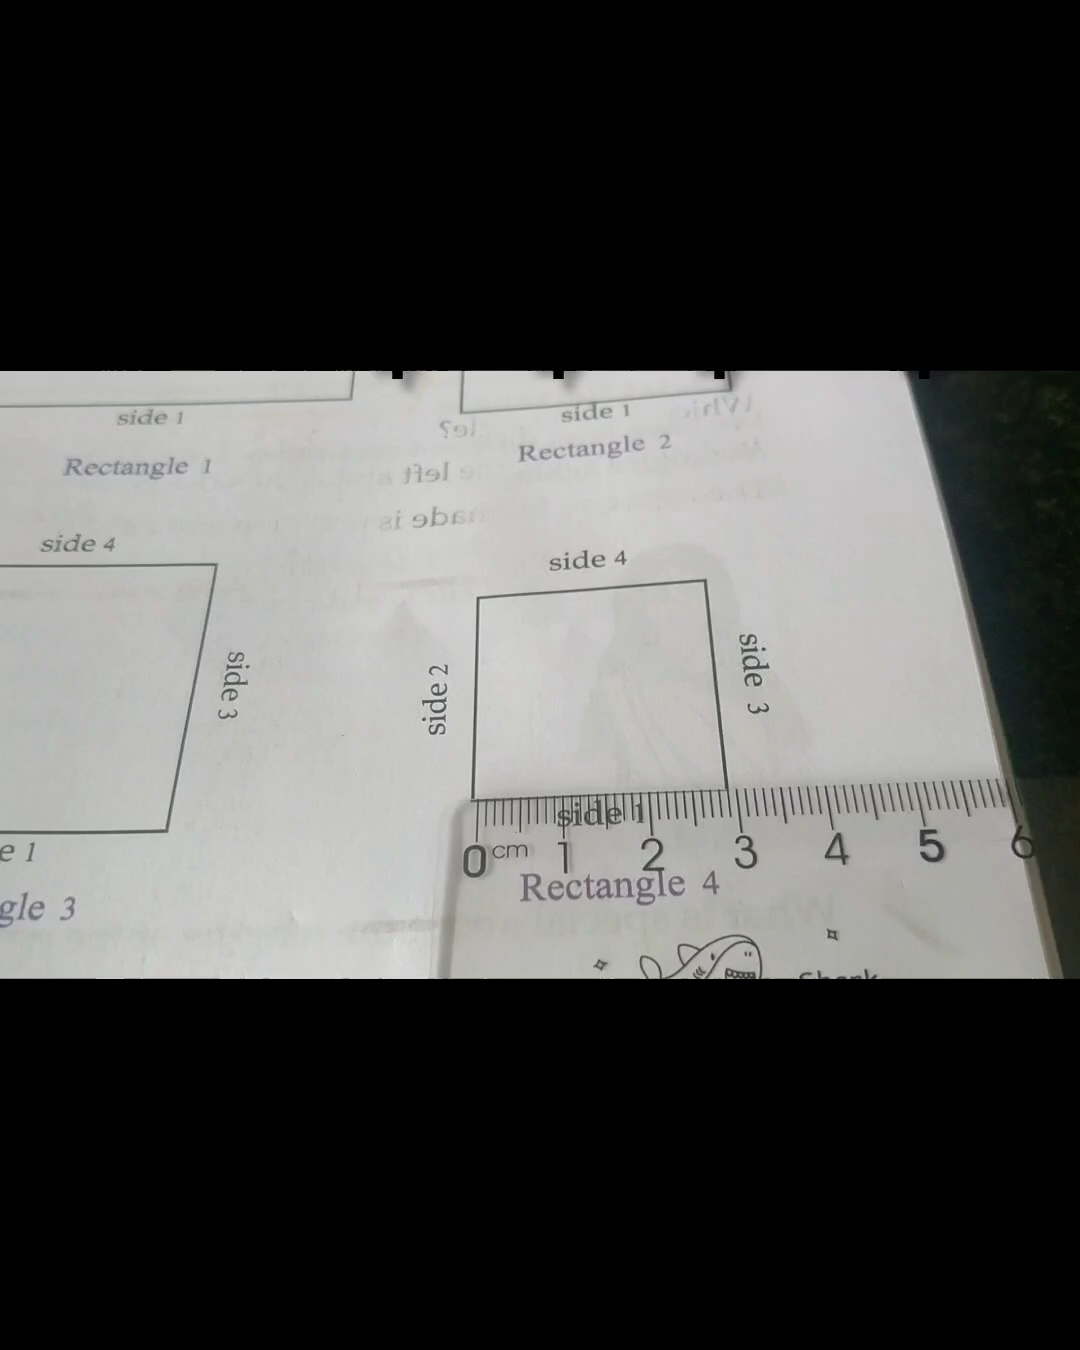 side 1
side 1
Rectangle 1
Rectangle 2
side 4
side 4
side 3
side 2
side 3
side 1
e 1
0 cm 1 2 3 4 5 6
Rectangle 4
gle 3